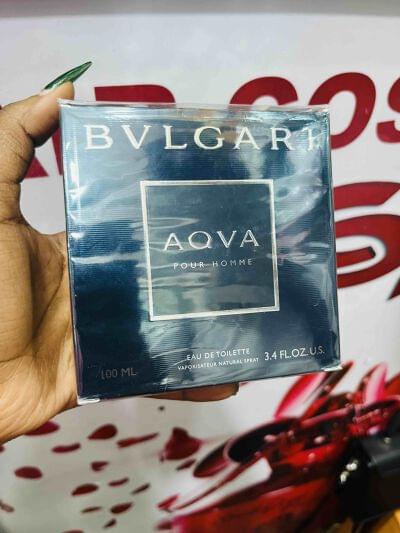 BVLGARI
AQVA
POUR HOMME
EAU DE TOILETTE
VAPORISATEUR NATURAL SPRAY
100 ML
3.4 FL.OZ.U.S.